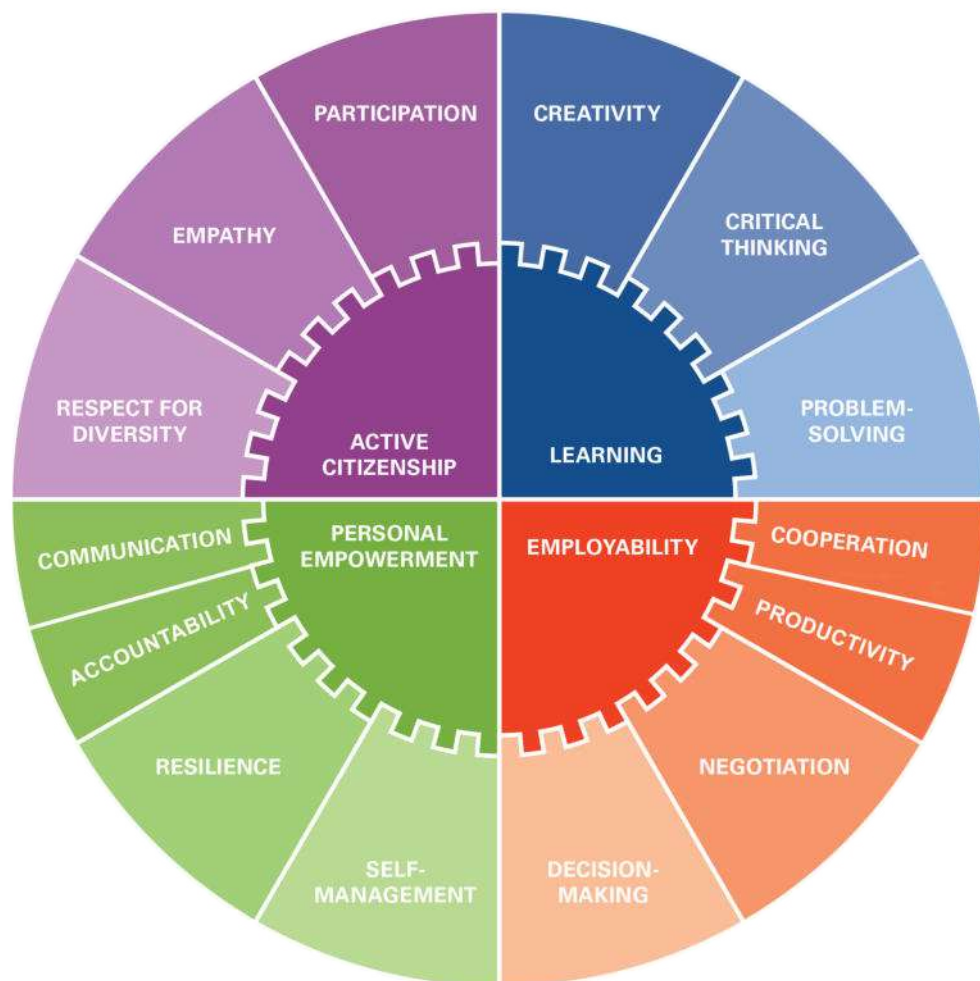 PARTICIPATION
CREATIVITY
EMPATHY
CRITICAL
THINKING
RESPECT FOR
DIVERSITY
ACTIVE
CITIZENSHIP
LEARNING
PROBLEM-
SOLVING
COMMUNICATION
PERSONAL
EMPOWERMENT
EMPLOYABILITY
COOPERATION
ACCOUNTABILITY
PRODUCTIVITY
RESILIENCE
NEGOTIATION
SELF-
MANAGEMENT
DECISION-
MAKING